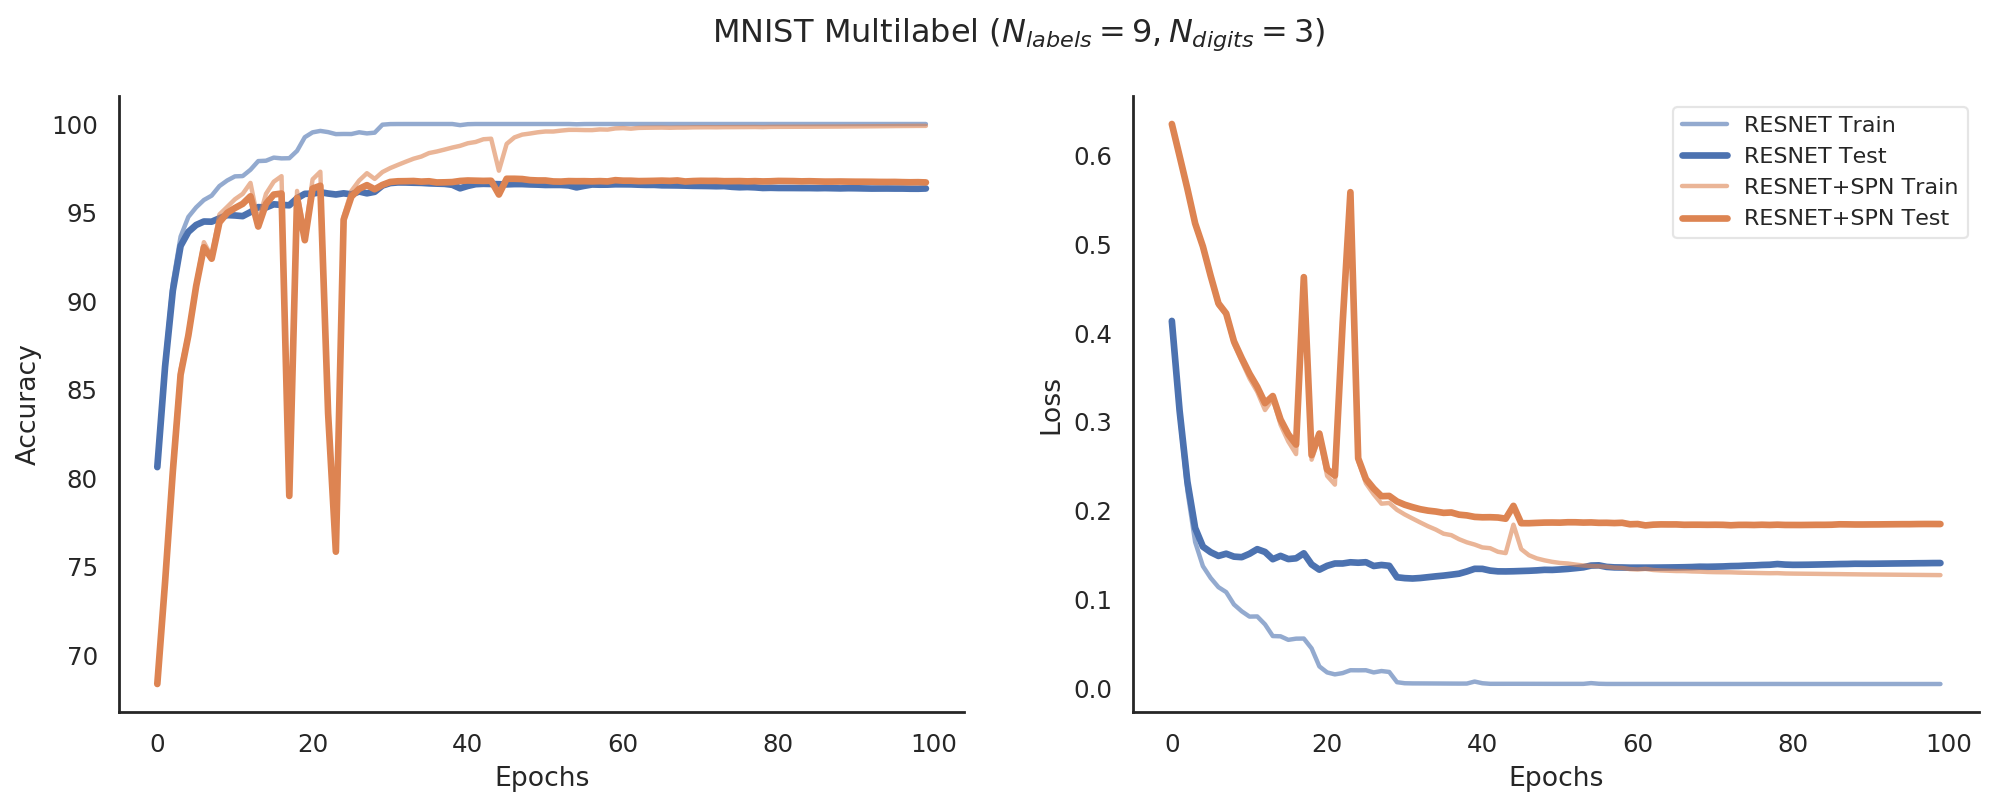 MNIST Multilabel (N_labels = 9, N_digits = 3)
Accuracy
100
95
90
85
80
75
70
0 20 40 60 80 100
Epochs
Loss
0.6
0.5
0.4
0.3
0.2
0.1
0.0
0 20 40 60 80 100
Epochs
RESNET Train
RESNET Test
RESNET+SPN Train
RESNET+SPN Test